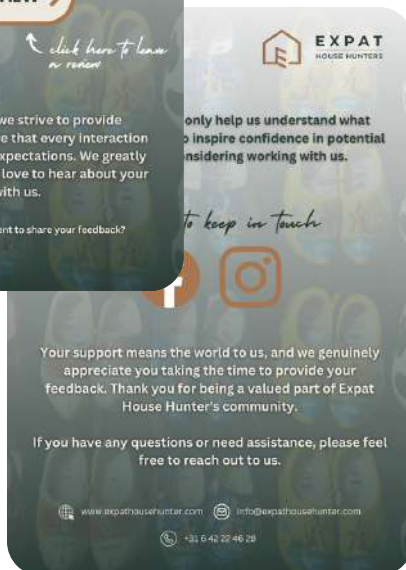 click here to leave
a review
we strive to provide
that every interaction
xpectations. We greatly
love to hear about your
with us.
ent to share your feedback?
EXPAT
HOUSE HUNTERS
only help us understand what
inspire confidence in potential
nsidering working with us.
to keep in touch
Your support means the world to us, and we genuinely
appreciate you taking the time to provide your
feedback. Thank you for being a valued part of Expat
House Hunter's community.
If you have any questions or need assistance, please feel
free to reach out to us.
www.expathousehunter.com info@expathousehunter.com
+31 6 42 22 46 28